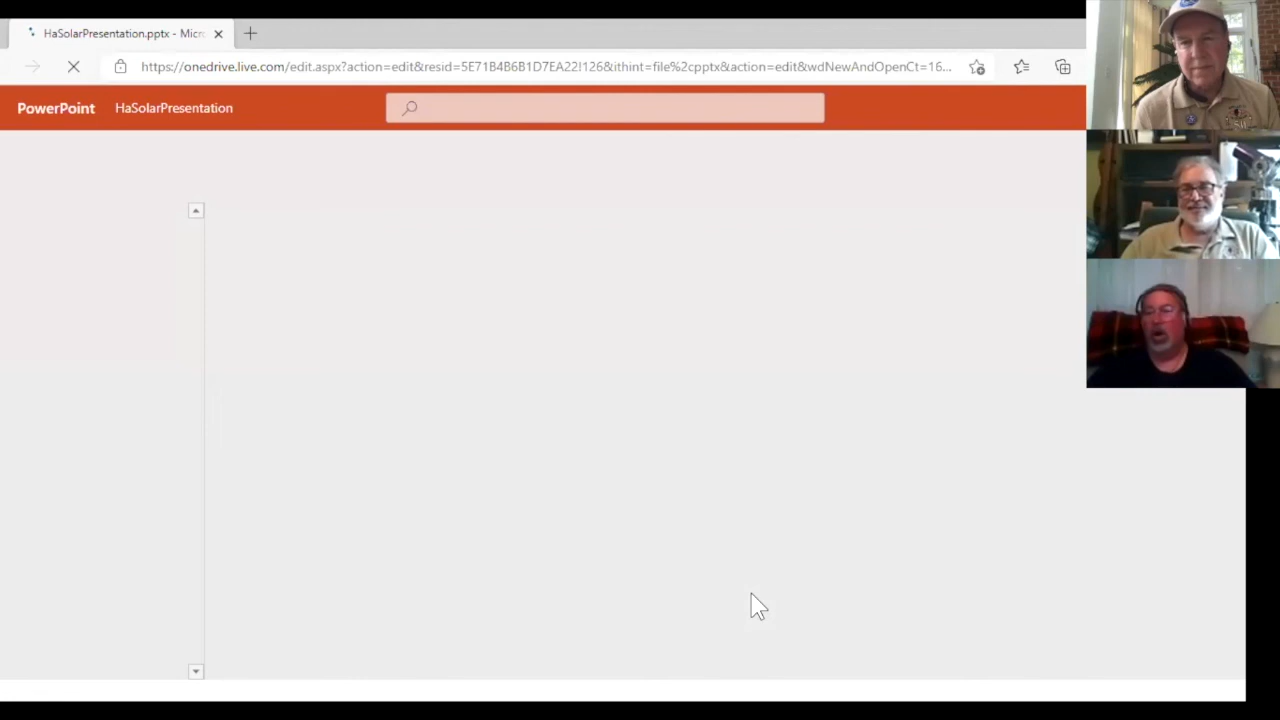 HaSolarPresentation.pptx - Micr
https://onedrive.live.com/edit.aspx?action=edit&resid=5E71B4B6B1D7EA22!126&ithint=file%2cpptx&action=edit&wdNewAndOpenCt=16...
PowerPoint HaSolarPresentation